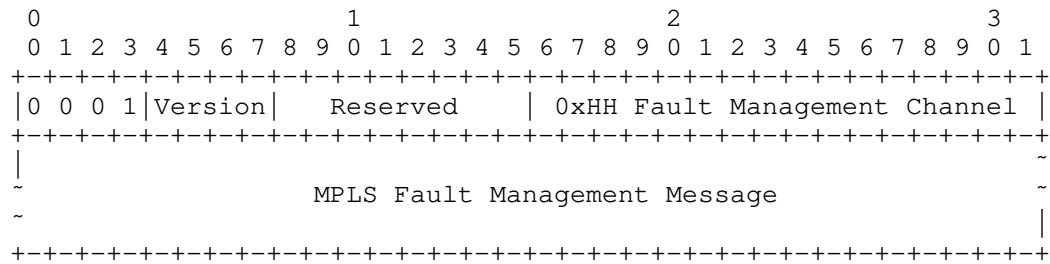 0                   1                   2                   3
 0 1 2 3 4 5 6 7 8 9 0 1 2 3 4 5 6 7 8 9 0 1 2 3 4 5 6 7 8 9 0 1
+-+-+-+-+-+-+-+-+-+-+-+-+-+-+-+-+-+-+-+-+-+-+-+-+-+-+-+-+-+-+-+-+
|0 0 0 1|Version|   Reserved    | 0xHH Fault Management Channel |
+-+-+-+-+-+-+-+-+-+-+-+-+-+-+-+-+-+-+-+-+-+-+-+-+-+-+-+-+-+-+-+-+
|                                                               ~
~                  MPLS Fault Management Message                ~
~                                                               |
+-+-+-+-+-+-+-+-+-+-+-+-+-+-+-+-+-+-+-+-+-+-+-+-+-+-+-+-+-+-+-+-+